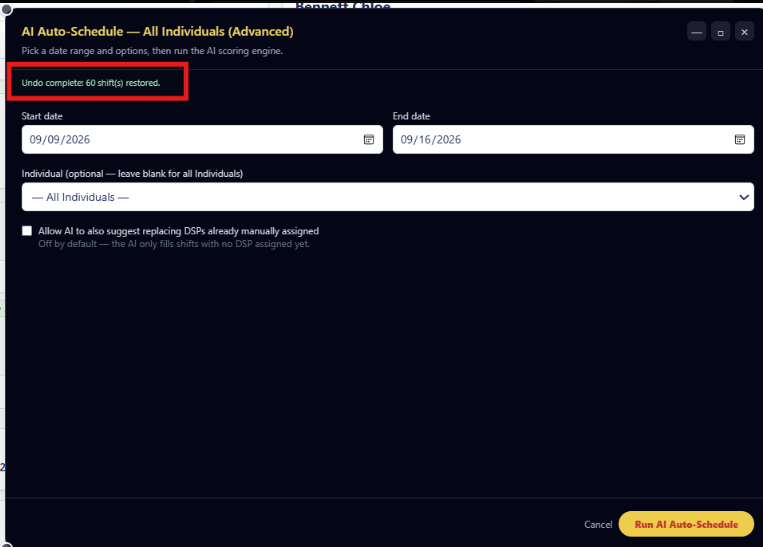 Bennett Chloe
AI Auto-Schedule — All Individuals (Advanced)
Pick a date range and options, then run the AI scoring engine.
Undo complete: 60 shift(s) restored.
Start date
End date
09/09/2026
09/16/2026
Individual (optional — leave blank for all Individuals)
— All Individuals —
Allow AI to also suggest replacing DSPs already manually assigned
Off by default — the AI only fills shifts with no DSP assigned yet.
2
Cancel
Run AI Auto-Schedule